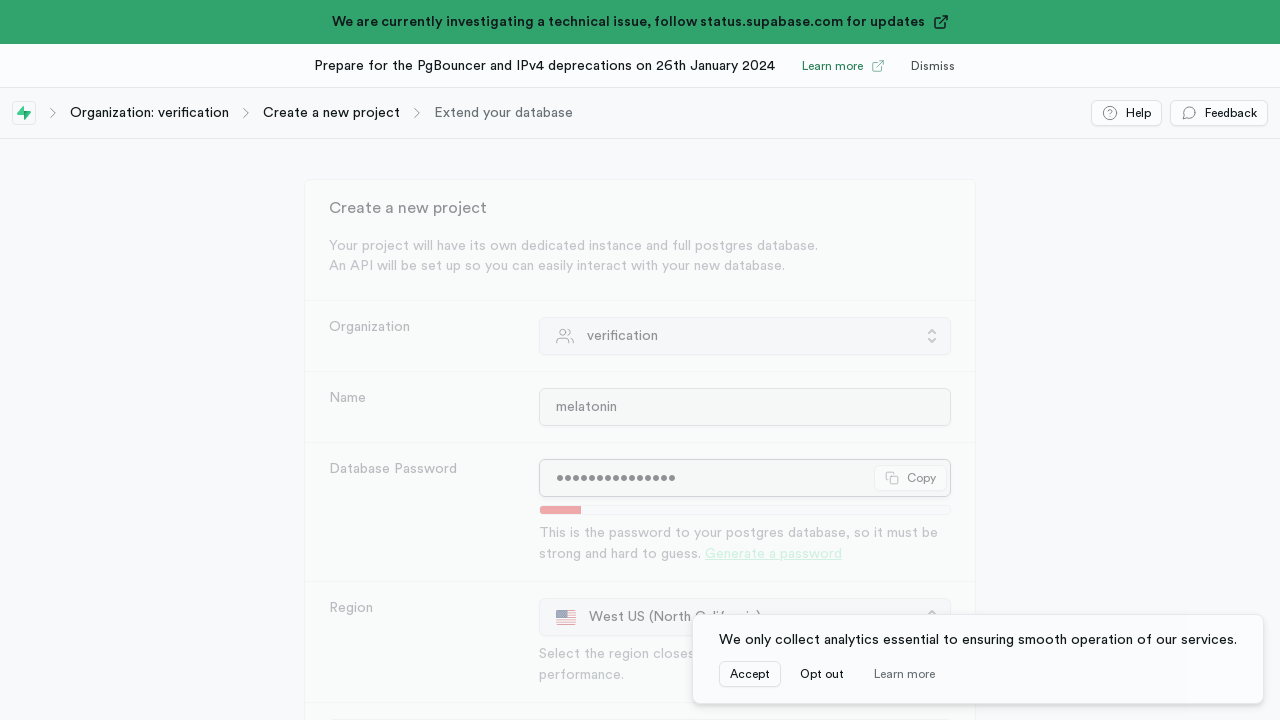 We are currently investigating a technical issue, follow status.supabase.com for updates
Prepare for the PgBouncer and IPv4 deprecations on 26th January 2024 Learn more Dismiss
Organization: verification Create a new project Extend your database Help Feedback
Create a new project
Your project will have its own dedicated instance and full postgres database.
An API will be set up so you can easily interact with your new database.
Organization verification
Name melatonin
Database Password ••••••••••••••• Copy
This is the password to your postgres database, so it must be
strong and hard to guess. Generate a password
Region West US (North California)
Select the region closes
performance.
We only collect analytics essential to ensuring smooth operation of our services.
Accept Opt out Learn more